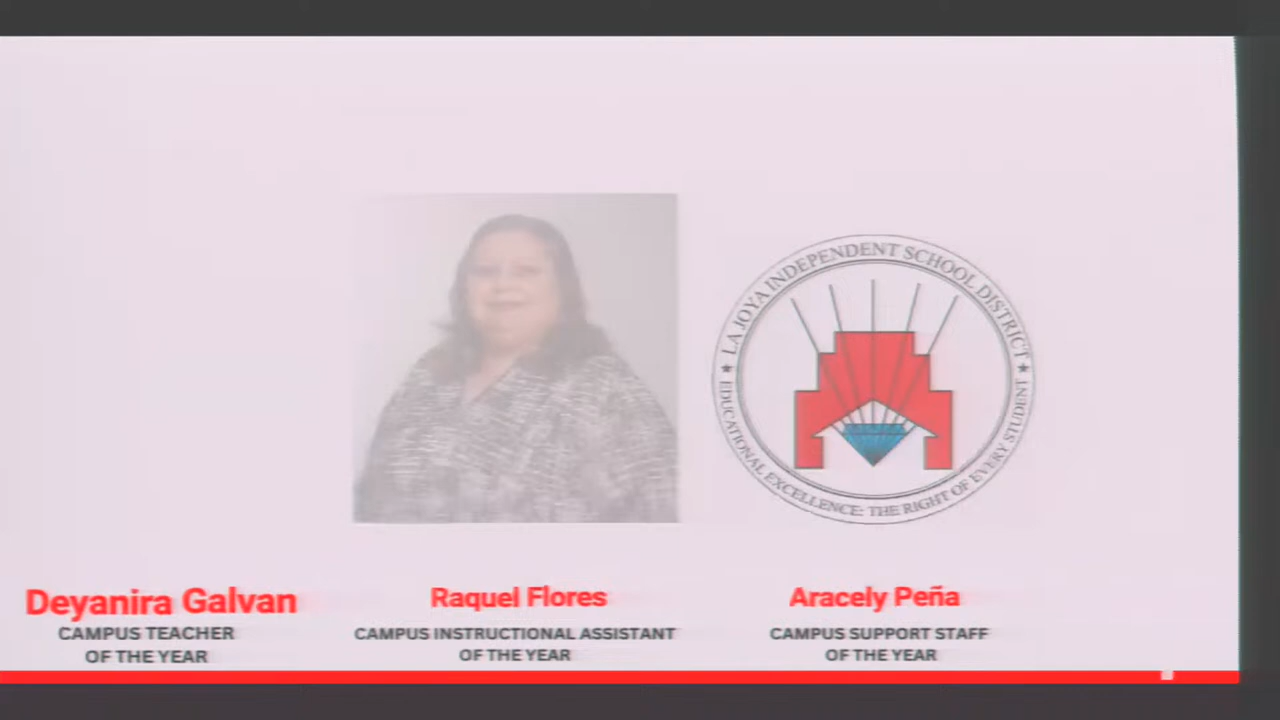 ★ LA JOYA INDEPENDENT SCHOOL DISTRICT ★
EDUCATIONAL EXCELLENCE: THE RIGHT OF EVERY STUDENT
Deyanira Galvan
CAMPUS TEACHER
OF THE YEAR
Raquel Flores
CAMPUS INSTRUCTIONAL ASSISTANT
OF THE YEAR
Aracely Peña
CAMPUS SUPPORT STAFF
OF THE YEAR